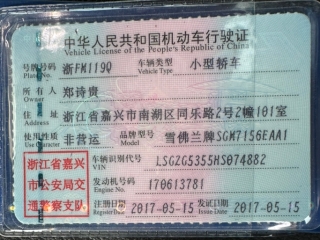 中华人民共和国机动车行驶证
Vehicle License of the People's Republic of China
号牌号码 浙FM119Q 车辆类型 小型轿车
Plate No. Vehicle Type
所有人 郑诗贵
Owner
住址 浙江省嘉兴市南湖区同乐路2号2幢101室
Address
使用性质 非营运 品牌型号 雪佛兰牌SGM7156EAA1
Use Character Model
浙江省嘉兴
市公安局交
通警察支队
车辆识别代号 LSGZG5355HS074882
VIN
发动机号码 170613781
Engine No.
注册日期 2017-05-15 发证日期 2017-05-15
Register Date Issue Date